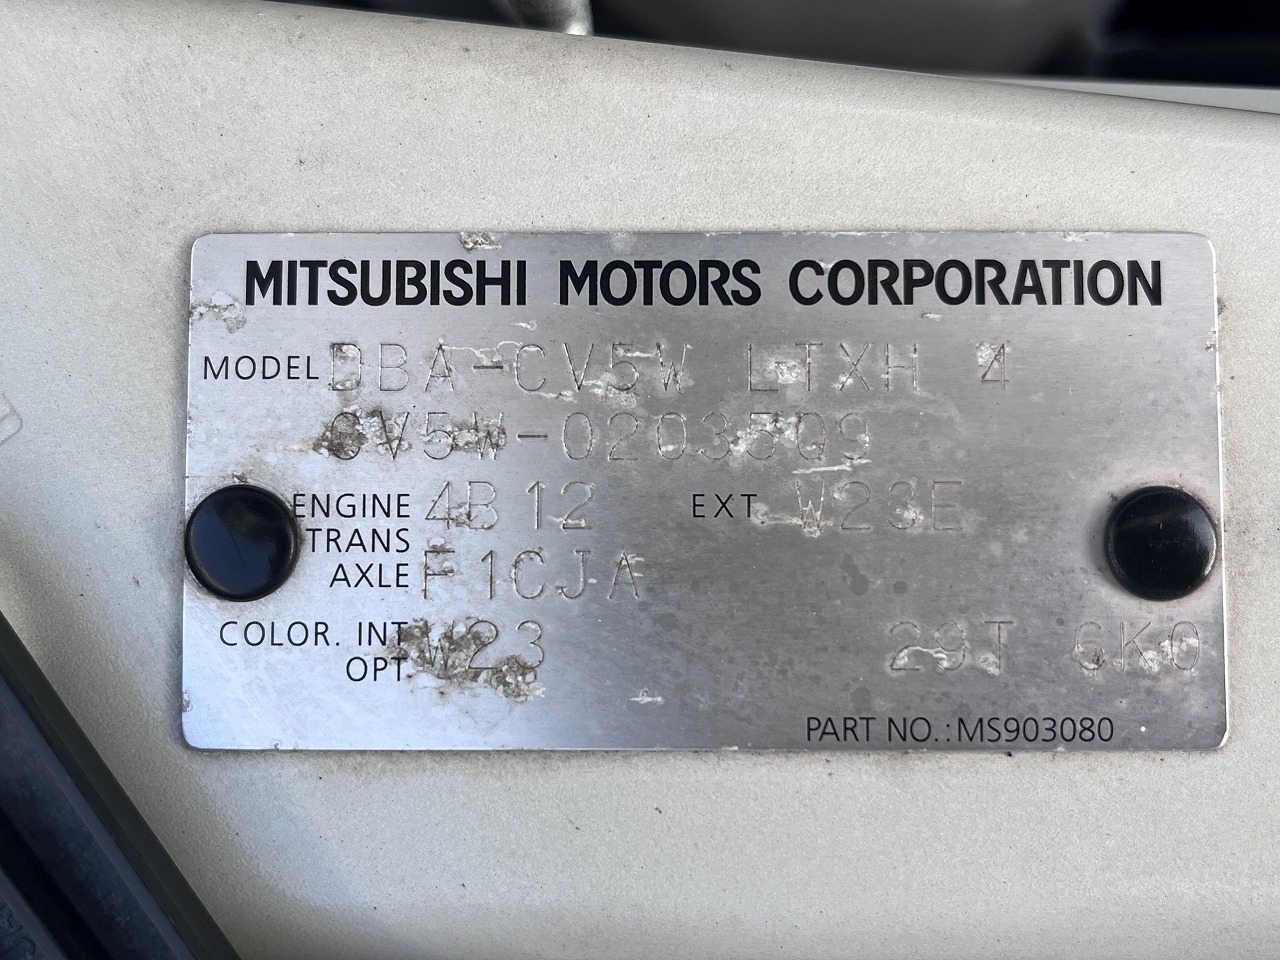 MITSUBISHI MOTORS CORPORATION
MODEL DBA-CV5W LTXH 4
CV5W-0203509
ENGINE 4B12 EXT W23E
TRANS
AXLE F1CJA
COLOR. INT W23 29T 6K0
OPT
PART NO.: MS903080